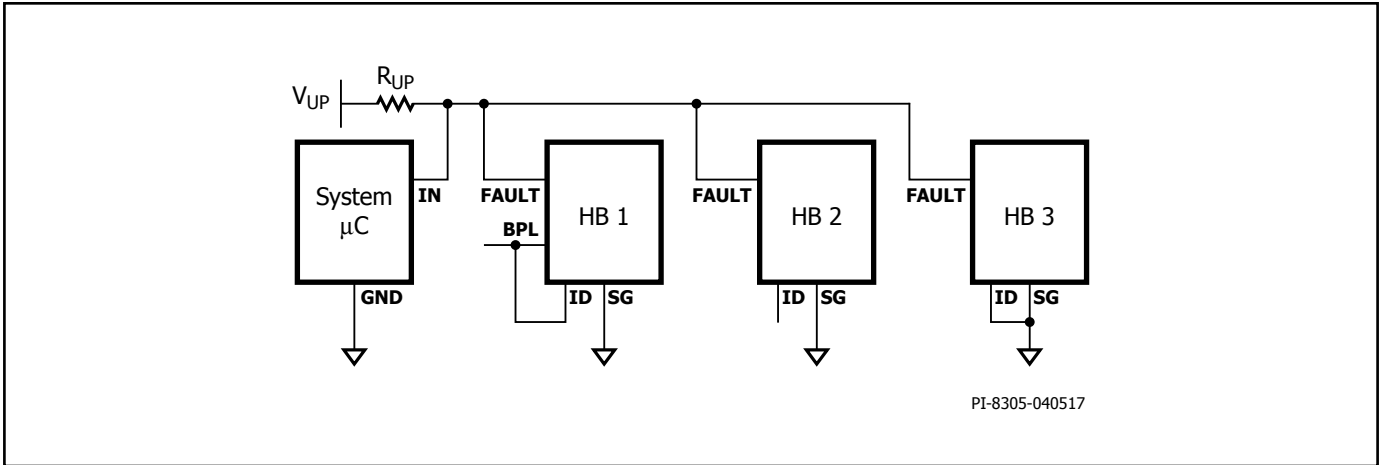 R_UP
V_UP
System
μC
IN
GND
FAULT
BPL
HB 1
ID
SG
FAULT
HB 2
ID
SG
FAULT
HB 3
ID
SG
PI-8305-040517